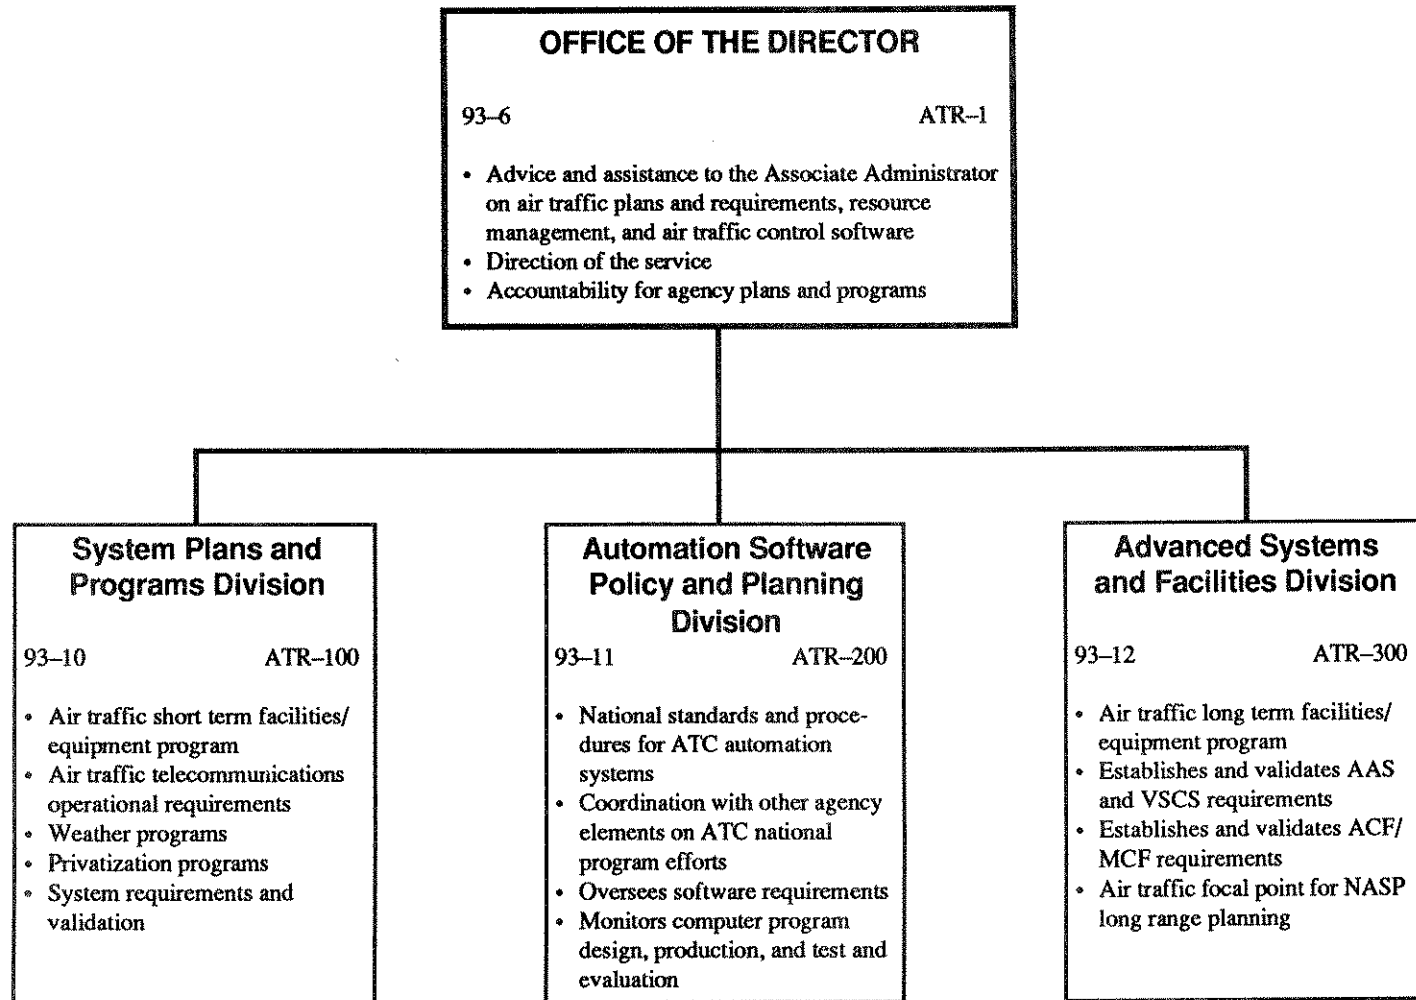 OFFICE OF THE DIRECTOR
93–6 ATR–1
• Advice and assistance to the Associate Administrator
on air traffic plans and requirements, resource
management, and air traffic control software
• Direction of the service
• Accountability for agency plans and programs
System Plans and
Programs Division
93–10 ATR–100
• Air traffic short term facilities/
equipment program
• Air traffic telecommunications
operational requirements
• Weather programs
• Privatization programs
• System requirements and
validation
Automation Software
Policy and Planning
Division
93–11 ATR–200
• National standards and proce-
dures for ATC automation
systems
• Coordination with other agency
elements on ATC national
program efforts
• Oversees software requirements
• Monitors computer program
design, production, and test and
evaluation
Advanced Systems
and Facilities Division
93–12 ATR–300
• Air traffic long term facilities/
equipment program
• Establishes and validates AAS
and VSCS requirements
• Establishes and validates ACF/
MCF requirements
• Air traffic focal point for NASP
long range planning